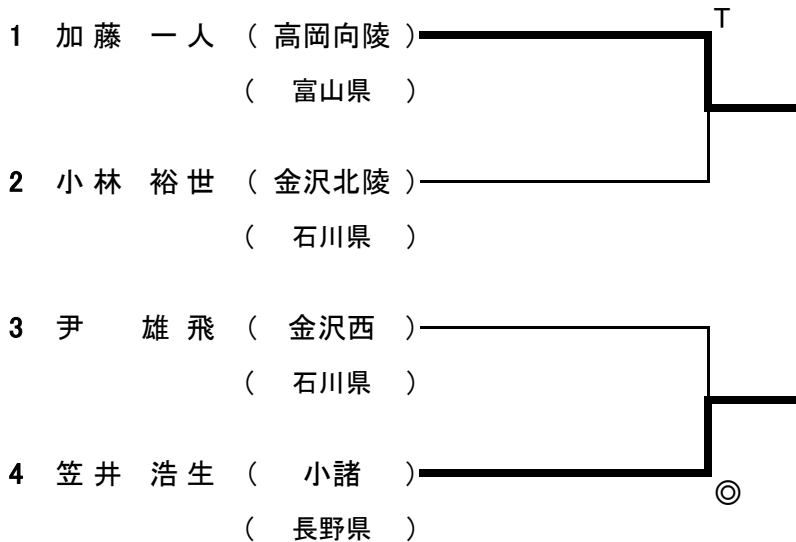 T
1 加藤 一人 ( 高岡向陵 )
( 富山県 )
2 小林 裕世 ( 金沢北陵 )
( 石川県 )
3 尹 雄飛 ( 金沢西 )
( 石川県 )
4 笠井 浩生 ( 小諸 )
◎
( 長野県 )